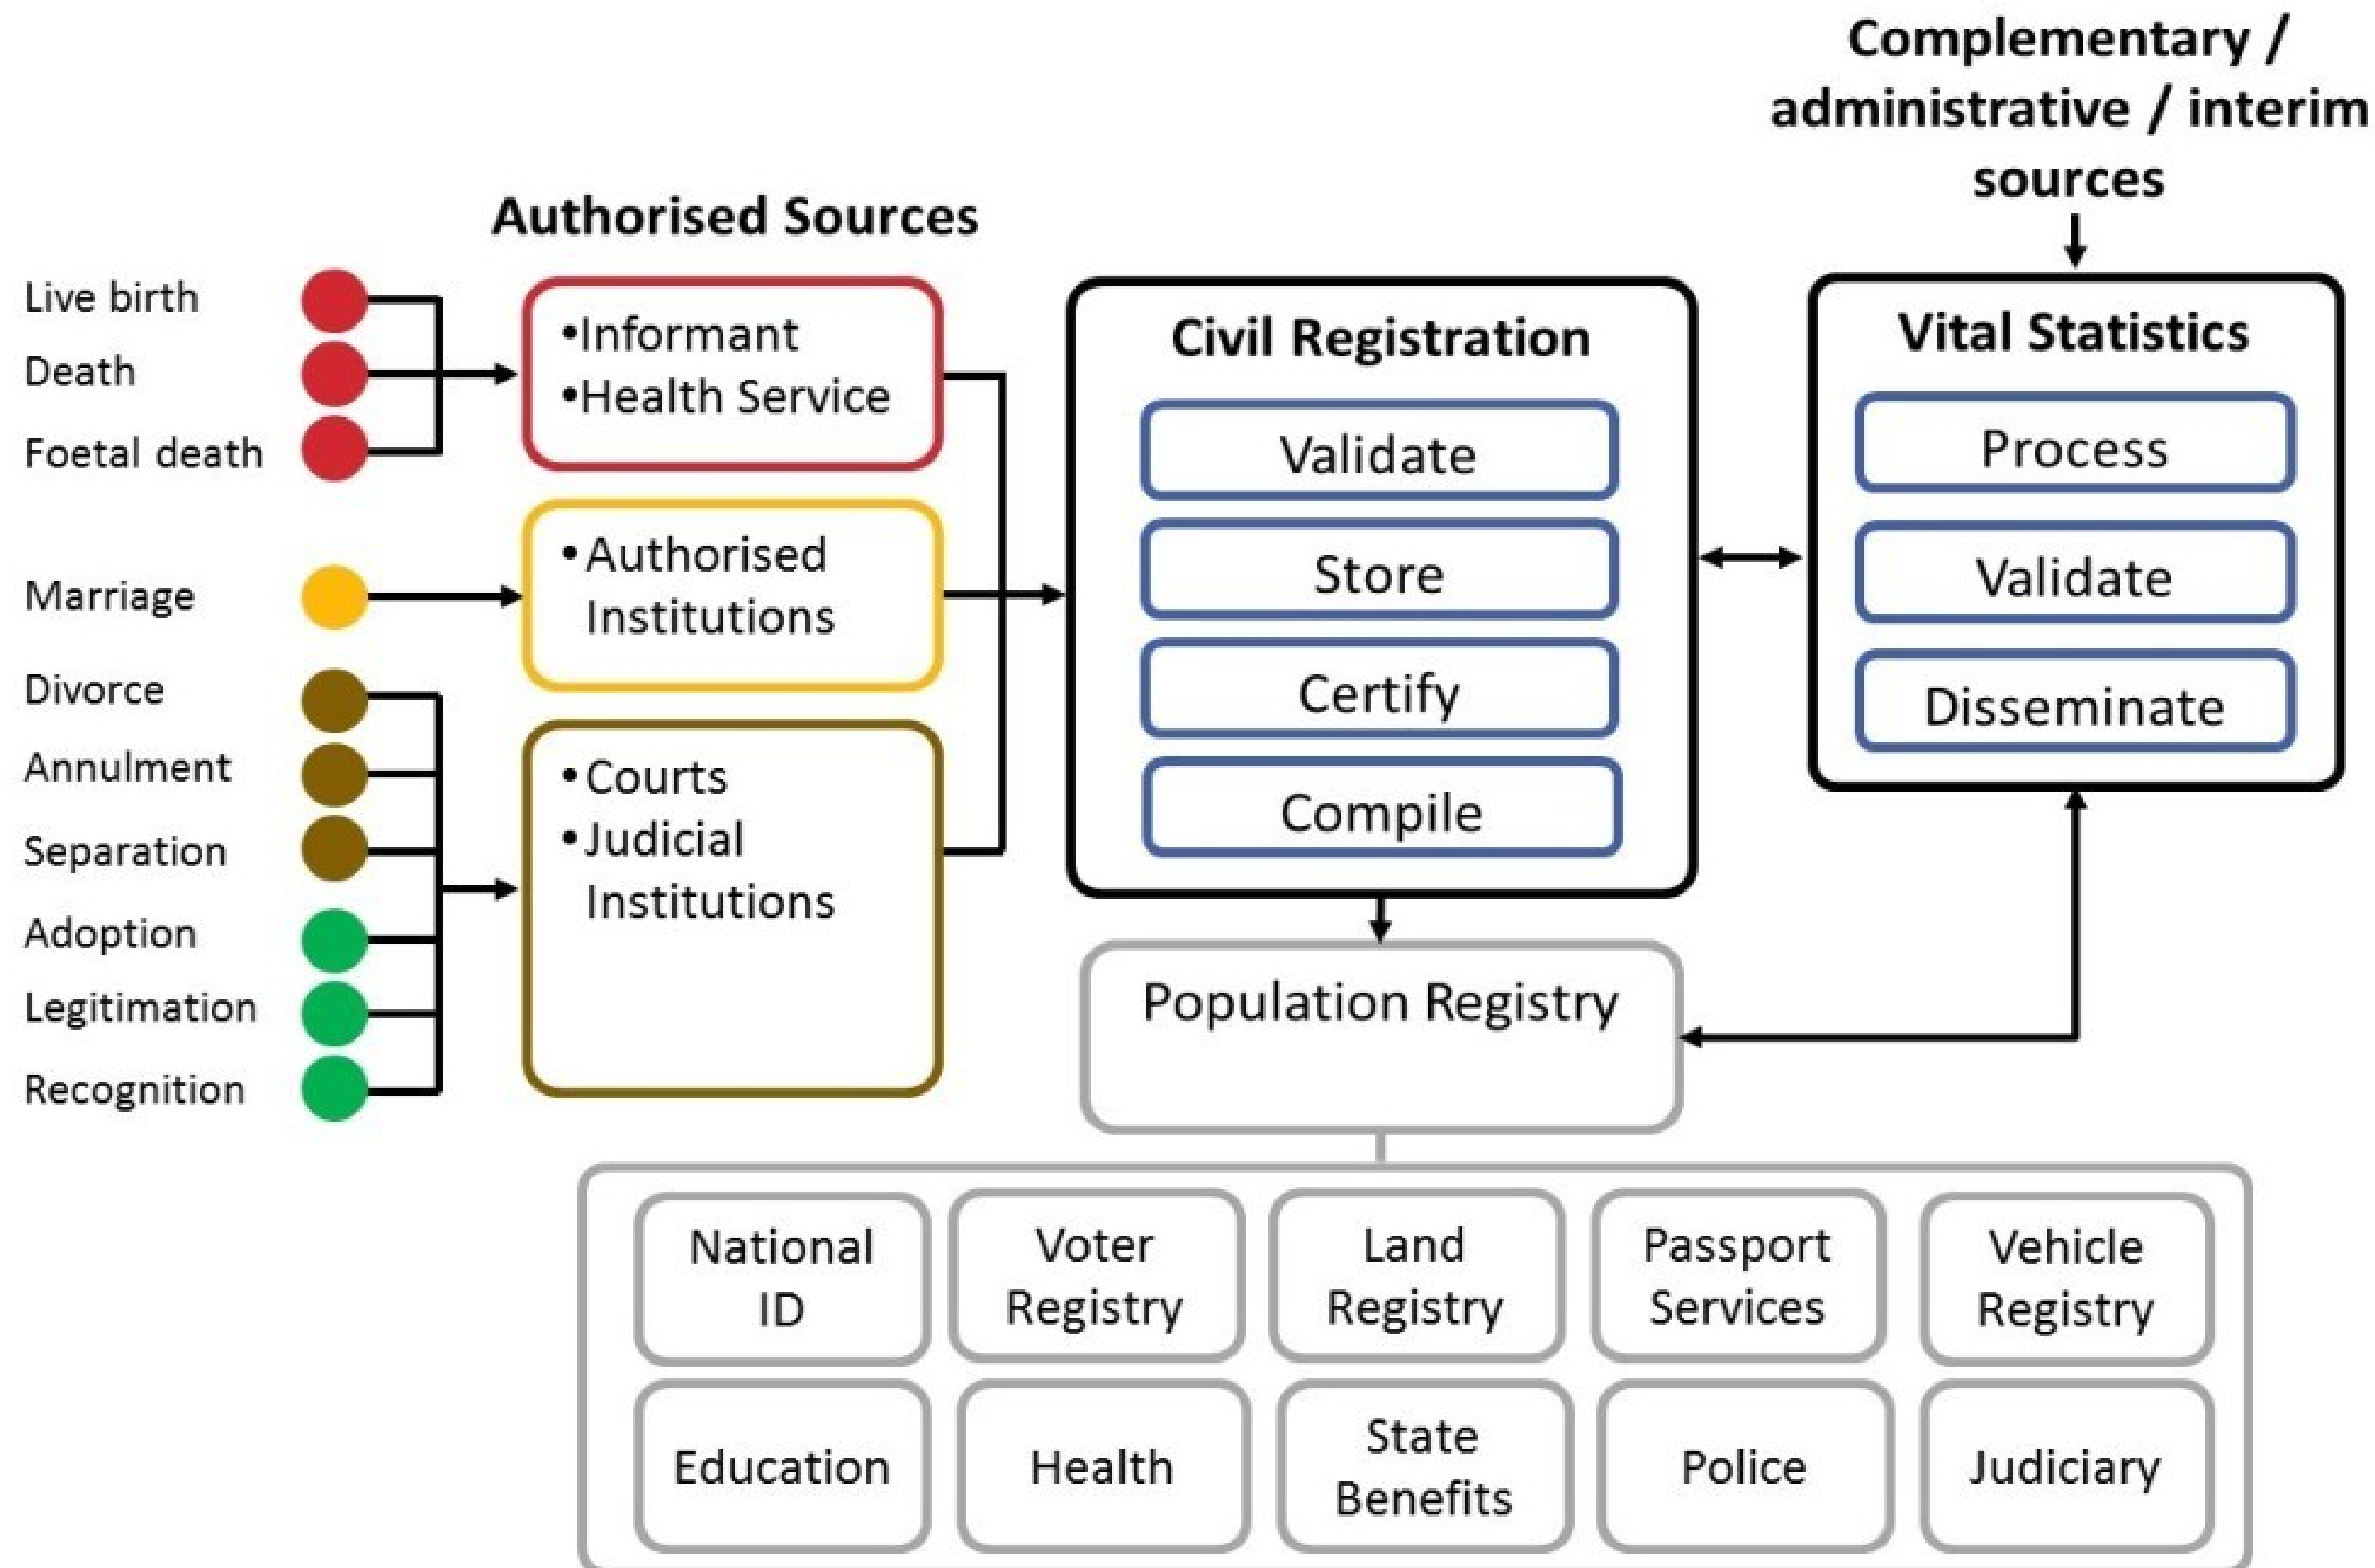 Complementary /
administrative / interim
sources
Authorised Sources
Live birth
Death
Foetal death
Marriage
Divorce
Annulment
Separation
Adoption
Legitimation
Recognition
•Informant
•Health Service
• Authorised
Institutions
• Courts
• Judicial
Institutions
Civil Registration
Validate
Store
Certify
Compile
Vital Statistics
Process
Validate
Disseminate
Population Registry
National
ID
Voter
Registry
Land
Registry
Passport
Services
Vehicle
Registry
Education
Health
State
Benefits
Police
Judiciary